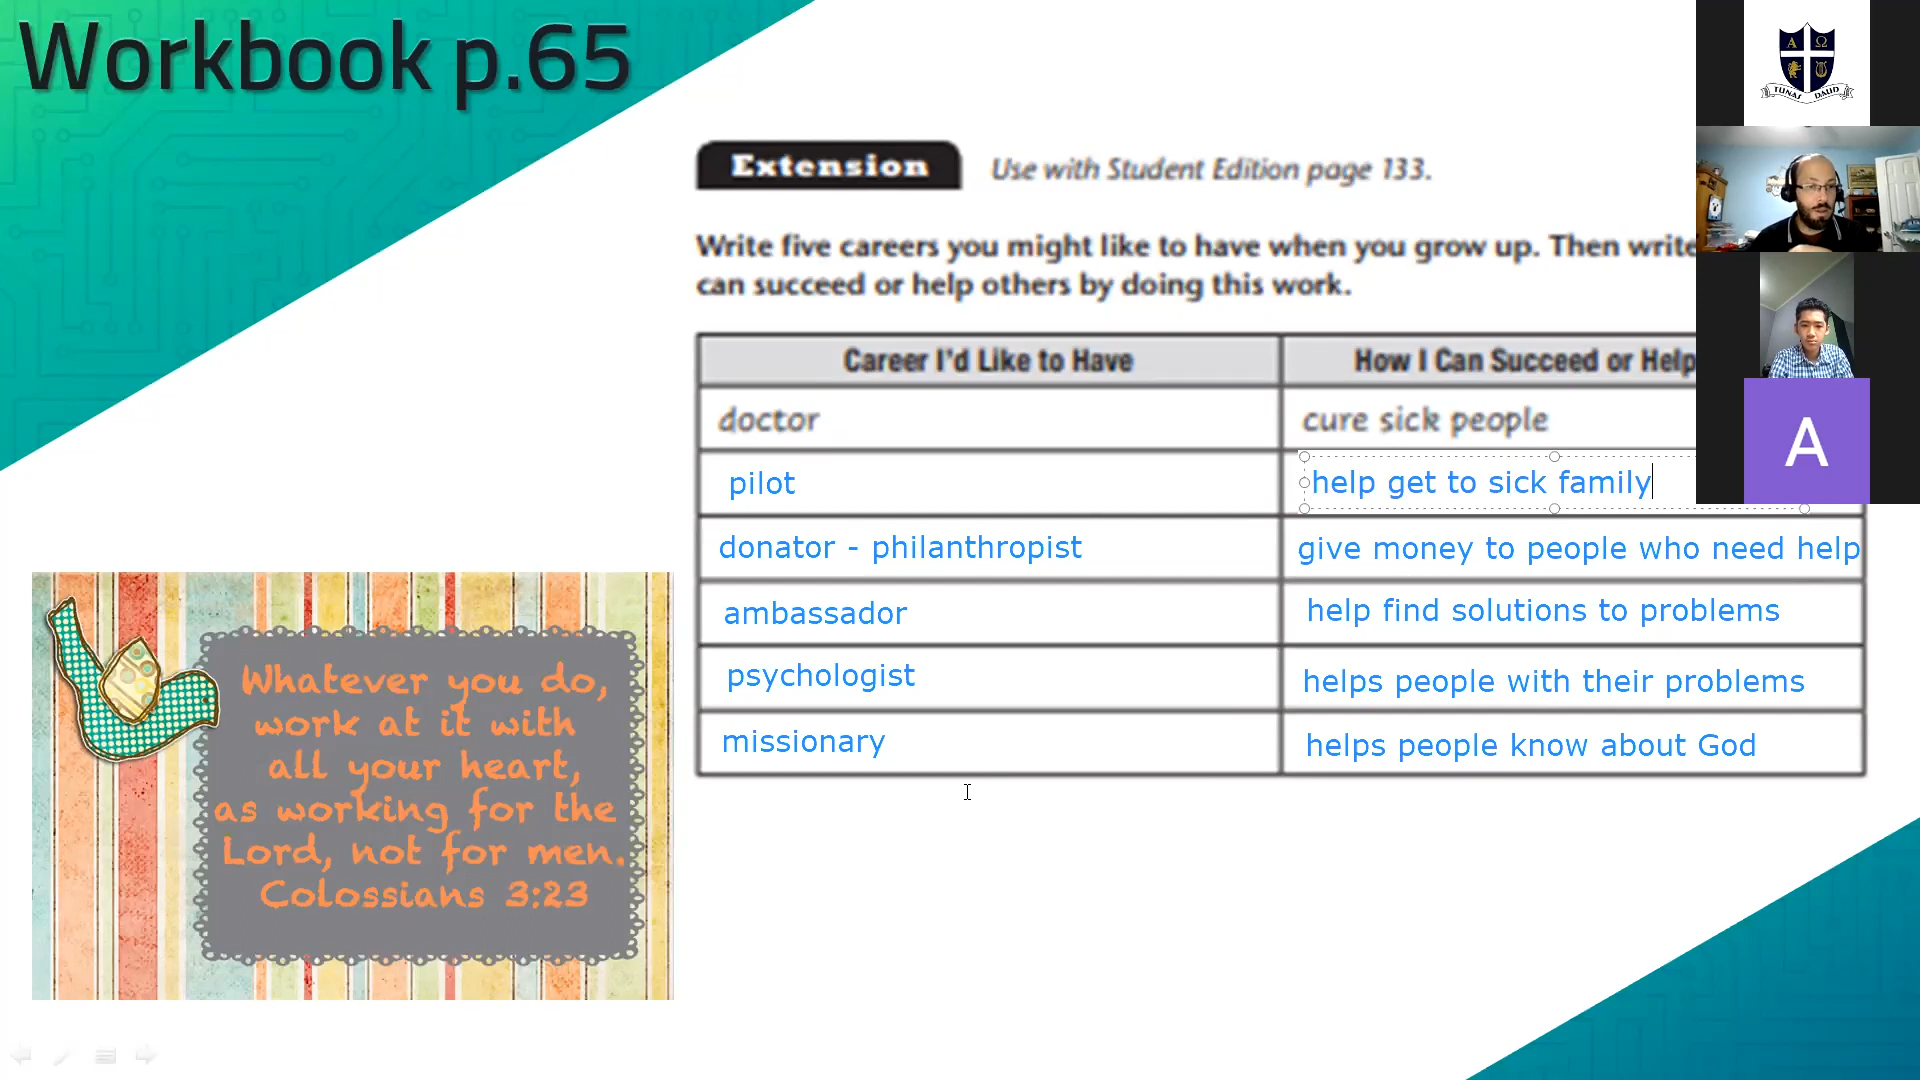 Workbook p.65
Extension Use with Student Edition page 133.
Write five careers you might like to have when you grow up. Then write
can succeed or help others by doing this work.
Career I'd Like to Have How I Can Succeed or Help
doctor cure sick people
pilot help get to sick family
donator - philanthropist give money to people who need help
ambassador help find solutions to problems
psychologist helps people with their problems
missionary helps people know about God
Whatever you do,
work at it with
all your heart,
as working for the
Lord, not for men.
Colossians 3:23
Α Ω
TUNAS DAUD
A